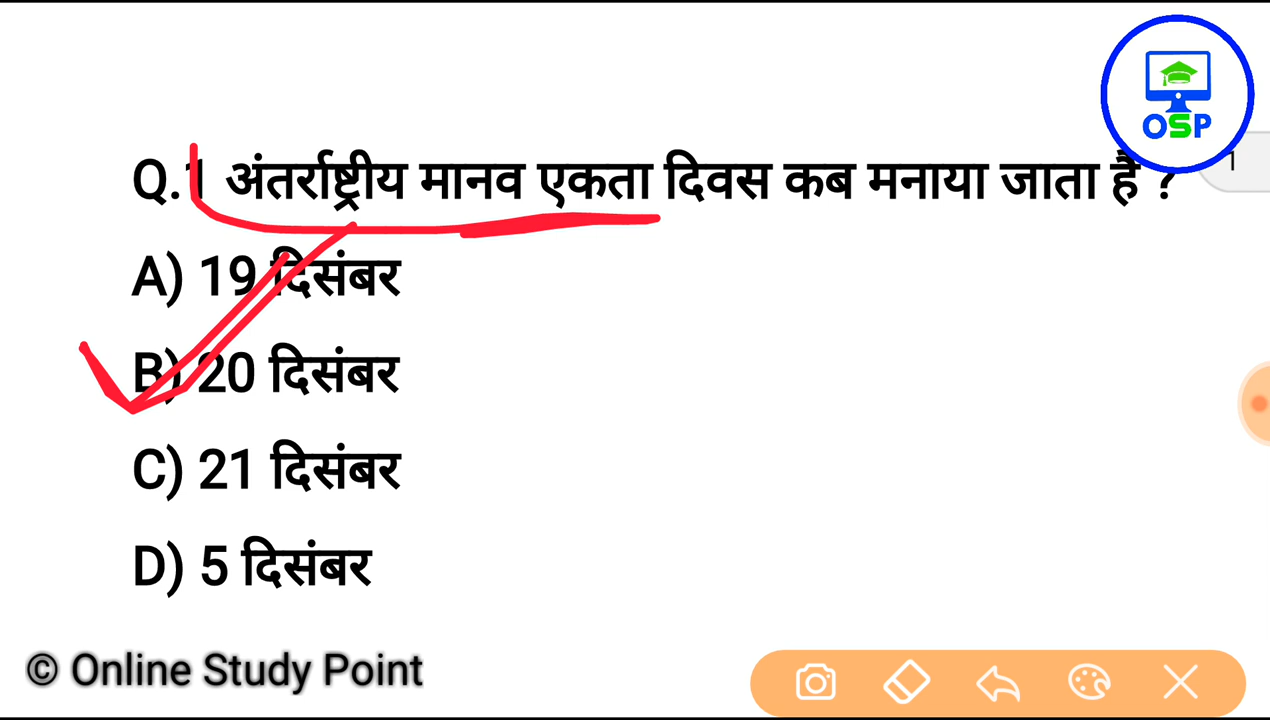 OSP
1
Q.1 अंतर्राष्ट्रीय मानव एकता दिवस कब मनाया जाता है ?
A) 19 दिसंबर
B) 20 दिसंबर
C) 21 दिसंबर
D) 5 दिसंबर
© Online Study Point